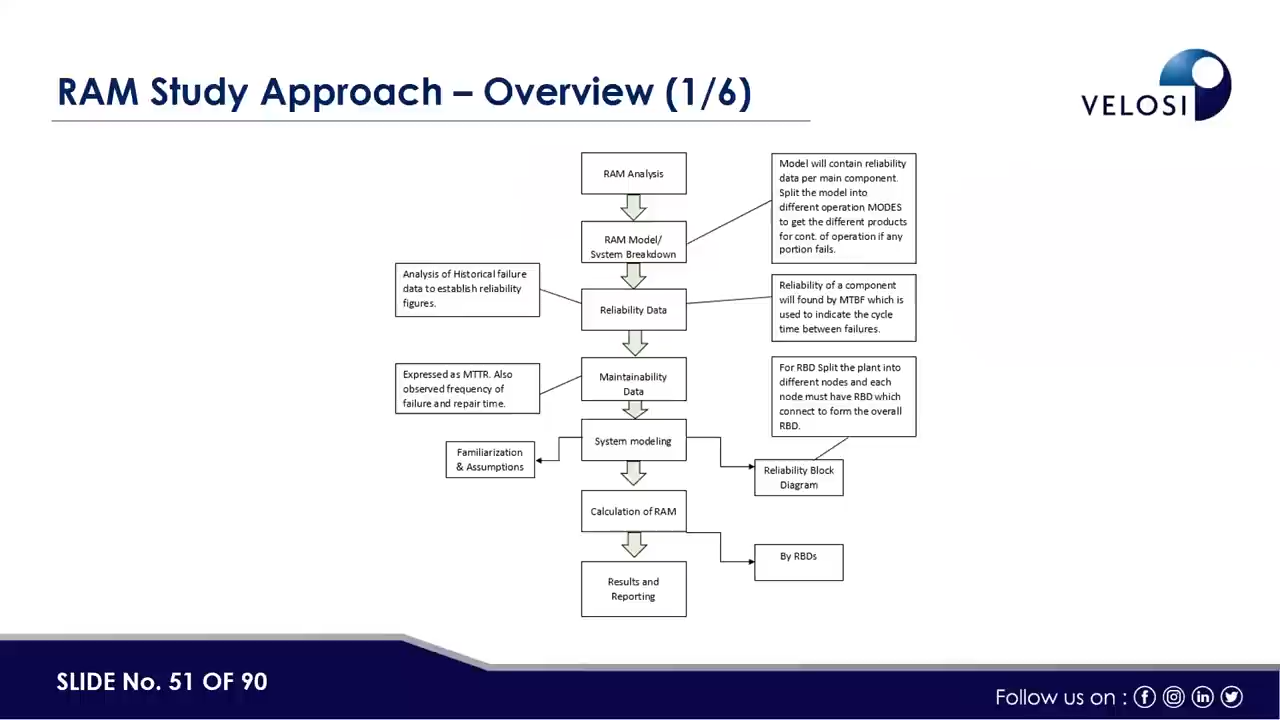 RAM Study Approach – Overview (1/6)
VELOSI
RAM Analysis
Model will contain reliability
data per main component.
Split the model into
different operation MODES
to get the different products
for cont. of operation if any
portion fails.
RAM Model/
System Breakdown
Analysis of Historical failure
data to establish reliability
figures.
Reliability Data
Reliability of a component
will found by MTBF which is
used to indicate the cycle
time between failures.
Expressed as MTTR. Also
observed frequency of
failure and repair time.
Maintainability
Data
For RBD Split the plant into
different nodes and each
node must have RBD which
connect to form the overall
RBD.
System modeling
Familiarization
& Assumptions
Reliability Block
Diagram
Calculation of RAM
By RBDs
Results and
Reporting
SLIDE No. 51 OF 90
Follow us on :